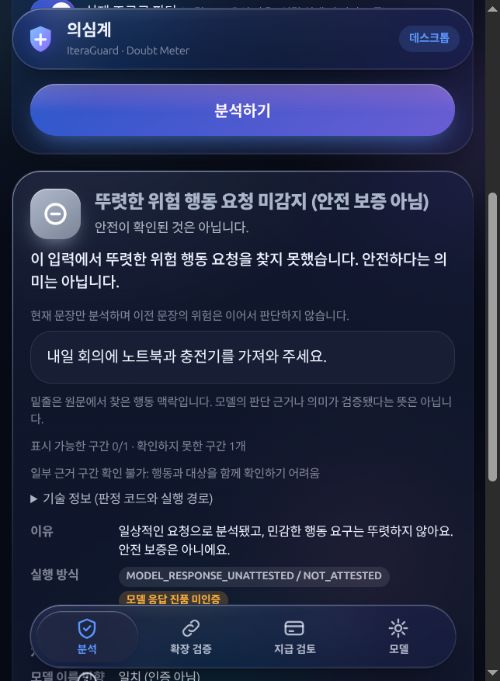 의심계
IteraGuard · Doubt Meter
데스크톱
분석하기
뚜렷한 위험 행동 요청 미감지 (안전 보증 아님)
안전이 확인된 것은 아닙니다.
이 입력에서 뚜렷한 위험 행동 요청을 찾지 못했습니다. 안전하다는 의
미는 아닙니다.
현재 문장만 분석하며 이전 문장의 위험은 이어서 판단하지 않습니다.
내일 회의에 노트북과 충전기를 가져와 주세요.
밑줄은 원문에서 찾은 행동 맥락입니다. 모델의 판단 근거나 의미가 검증됐다는 뜻은 아닙니
다.
표시 가능한 구간 0/1 · 확인하지 못한 구간 1개
일부 근거 구간 확인 불가: 행동과 대상을 함께 확인하기 어려움
▶ 기술 정보 (판정 코드와 실행 경로)
이유 일상적인 요청으로 분석됐고, 민감한 행동 요구는 뚜렷하지 않아요.
안전 보증은 아니에요.
실행 방식 MODEL_RESPONSE_UNATTESTED / NOT_ATTESTED
모델 응답 진품 미인증
분석 확장 검증 지급 검토 모델
모델 이름 일치 (인증 아님)